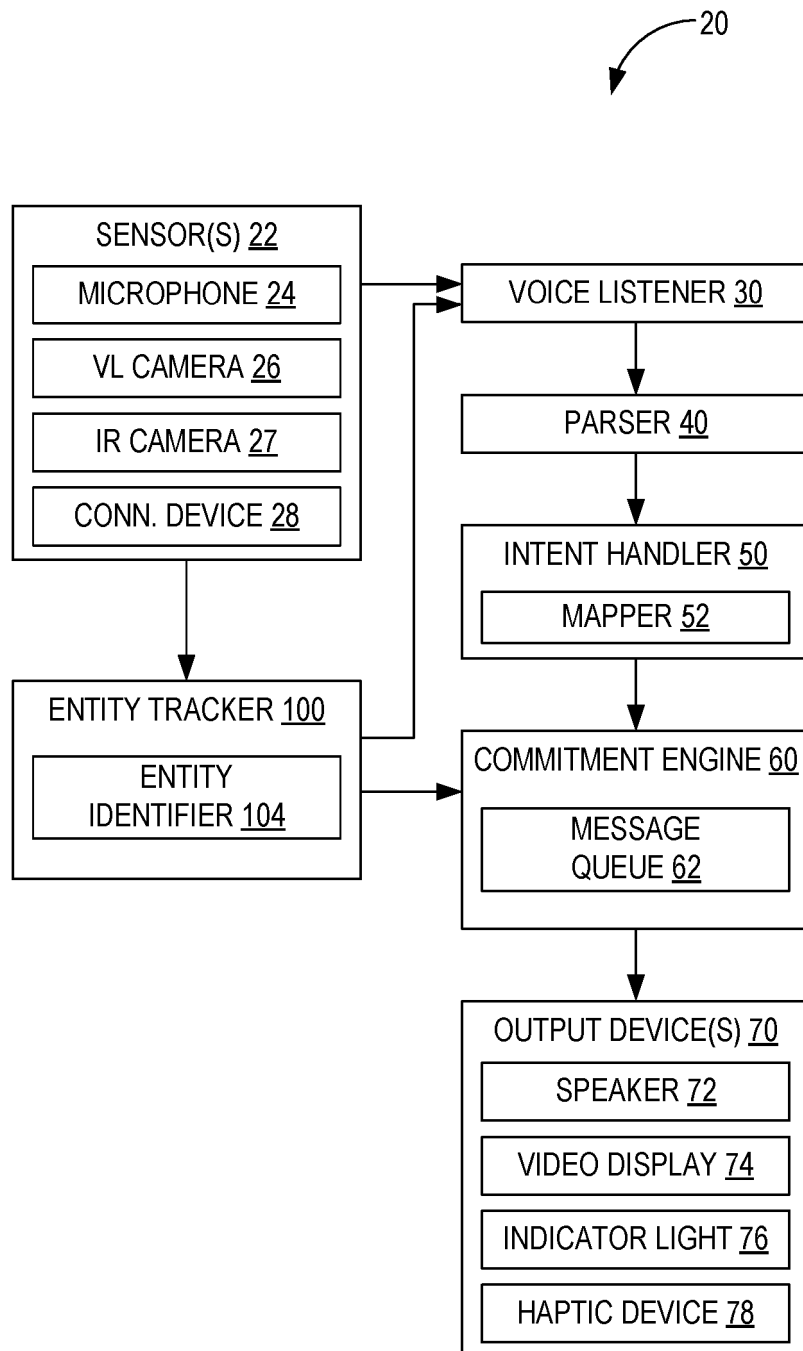 20
SENSOR(S) 22
MICROPHONE 24
VL CAMERA 26
IR CAMERA 27
CONN. DEVICE 28
ENTITY TRACKER 100
ENTITY
IDENTIFIER 104
VOICE LISTENER 30
PARSER 40
INTENT HANDLER 50
MAPPER 52
COMMITMENT ENGINE 60
MESSAGE
QUEUE 62
OUTPUT DEVICE(S) 70
SPEAKER 72
VIDEO DISPLAY 74
INDICATOR LIGHT 76
HAPTIC DEVICE 78